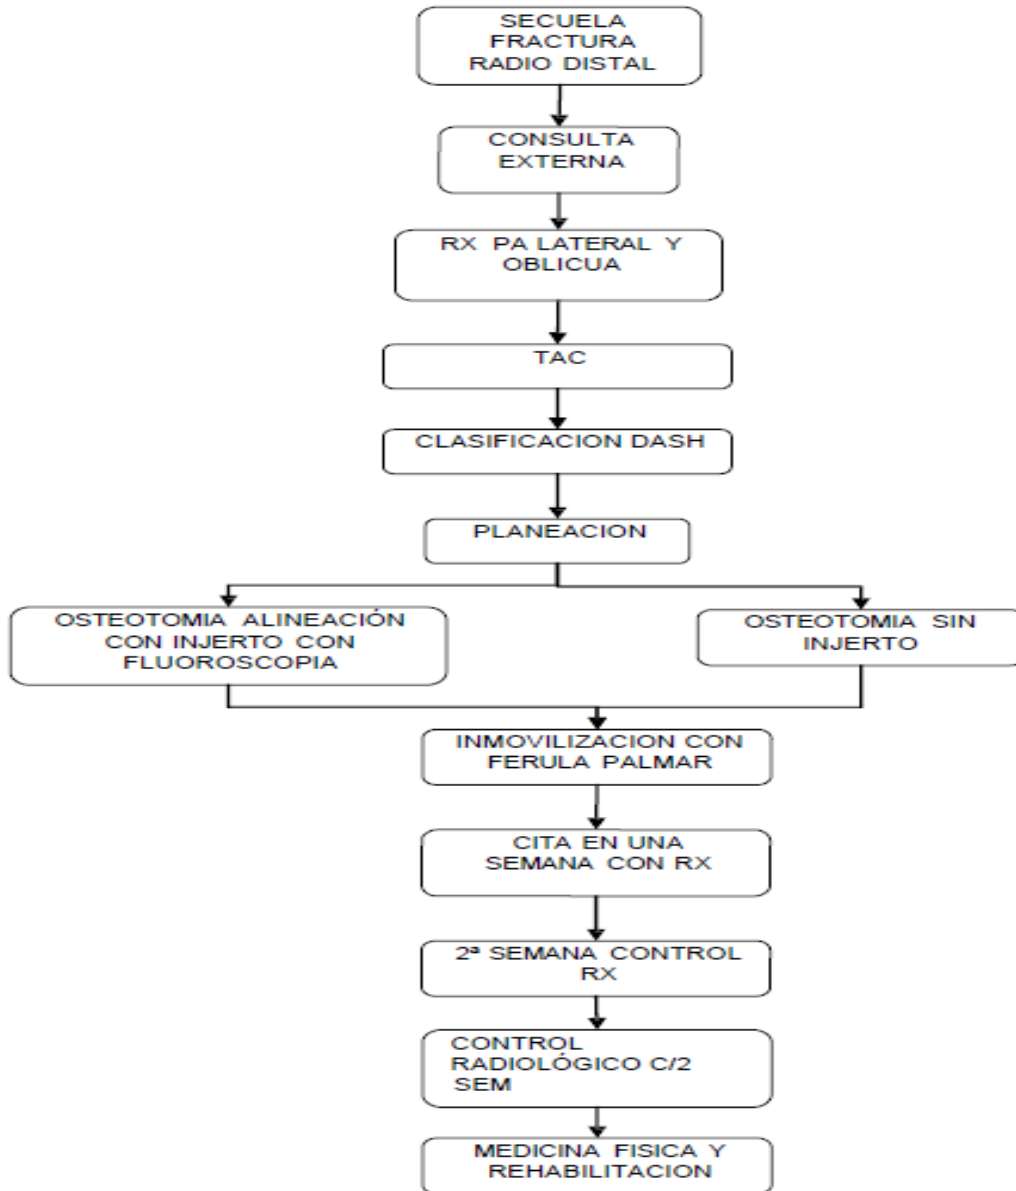 SECUELA
FRACTURA
RADIO DISTAL
CONSULTA
EXTERNA
RX PA LATERAL Y
OBLICUA
TAC
CLASIFICACION DASH
PLANEACION
OSTEOTOMIA ALINEACIÓN
CON INJERTO CON
FLUOROSCOPIA
OSTEOTOMIA SIN
INJERTO
INMOVILIZACION CON
FERULA PALMAR
CITA EN UNA
SEMANA CON RX
2ª SEMANA CONTROL
RX
CONTROL
RADIOLÓGICO C/2
SEM
MEDICINA FISICA Y
REHABILITACION